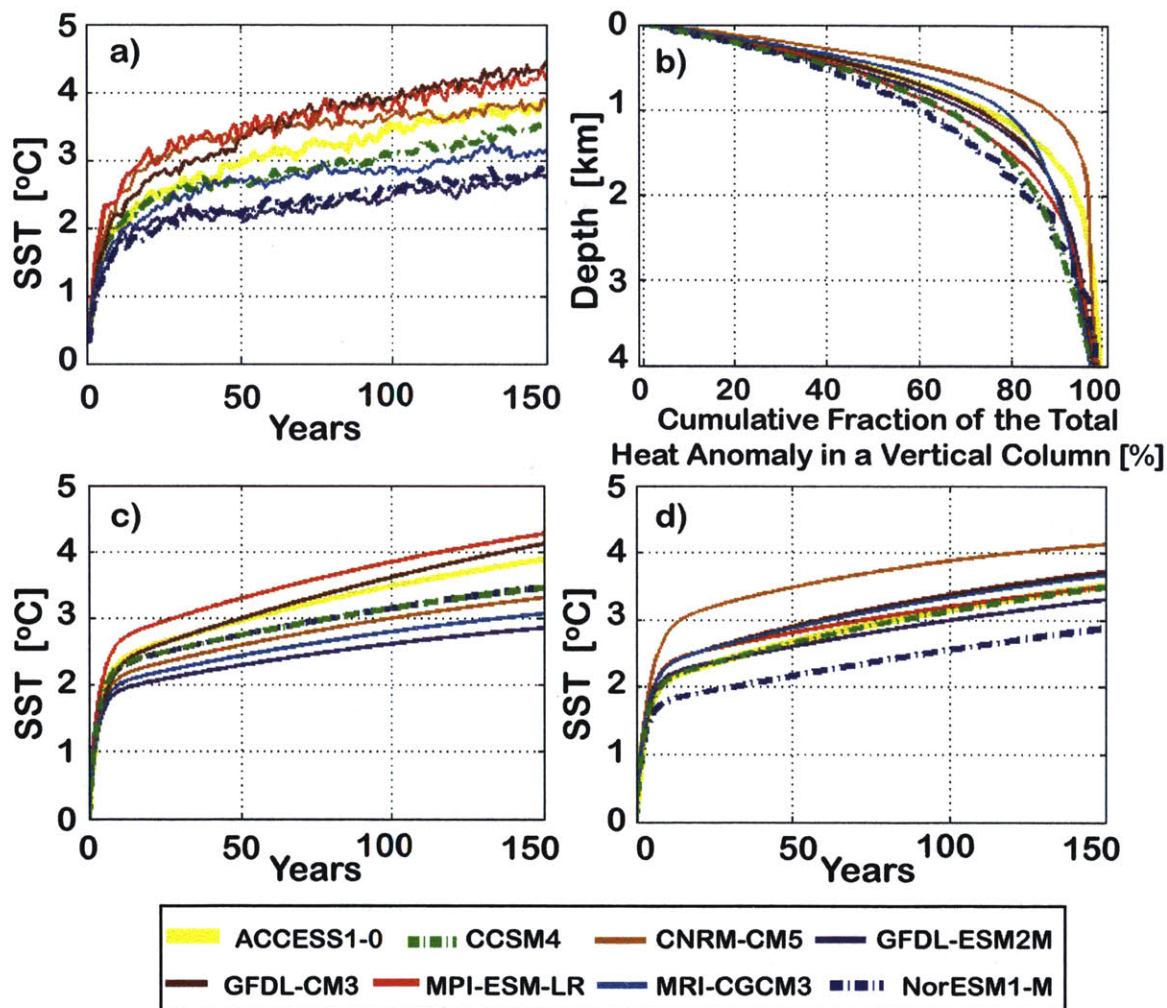 a)
SST [ºC]
5
4
3
2
1
0
0 50 100 150
Years
b)
Depth [km]
0
1
2
3
4
20 40 60 80 100
Cumulative Fraction of the Total
Heat Anomaly in a Vertical Column [%]
c)
SST [ºC]
5
4
3
2
1
0
0 50 100 150
Years
d)
SST [ºC]
5
4
3
2
1
0
0 50 100 150
Years
ACCESS1-0 CCSM4 CNRM-CM5 GFDL-ESM2M
GFDL-CM3 MPI-ESM-LR MRI-CGCM3 NorESM1-M